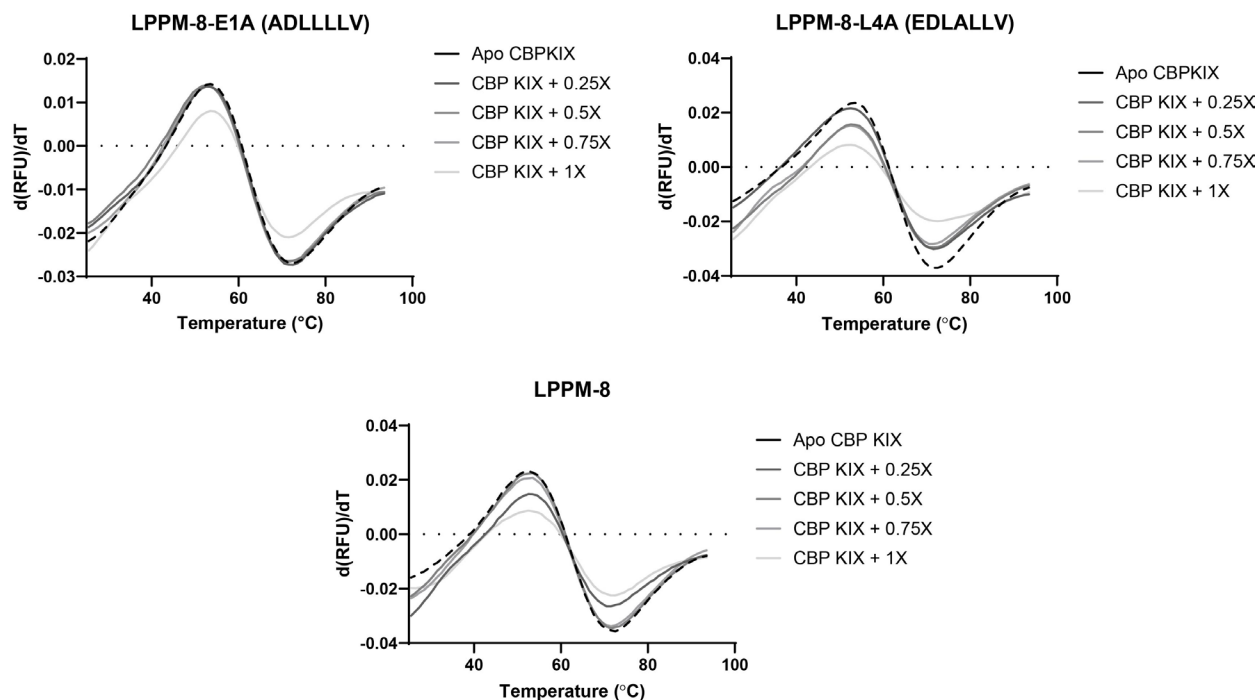 LPPM-8-E1A (ADLLLLV)
0.02
0.01
0.00
-0.01
-0.02
-0.03
d(RFU)/dT
40
60
80
100
Temperature (°C)
Apo CBPKIX
CBP KIX + 0.25X
CBP KIX + 0.5X
CBP KIX + 0.75X
CBP KIX + 1X
LPPM-8-L4A (EDLALLV)
0.04
0.02
0.00
-0.02
-0.04
d(RFU)/dT
40
60
80
100
Temperature (°C)
Apo CBPKIX
CBP KIX + 0.25X
CBP KIX + 0.5X
CBP KIX + 0.75X
CBP KIX + 1X
LPPM-8
0.04
0.02
0.00
-0.02
-0.04
d(RFU)/dT
40
60
80
100
Temperature (°C)
Apo CBP KIX
CBP KIX + 0.25X
CBP KIX + 0.5X
CBP KIX + 0.75X
CBP KIX + 1X